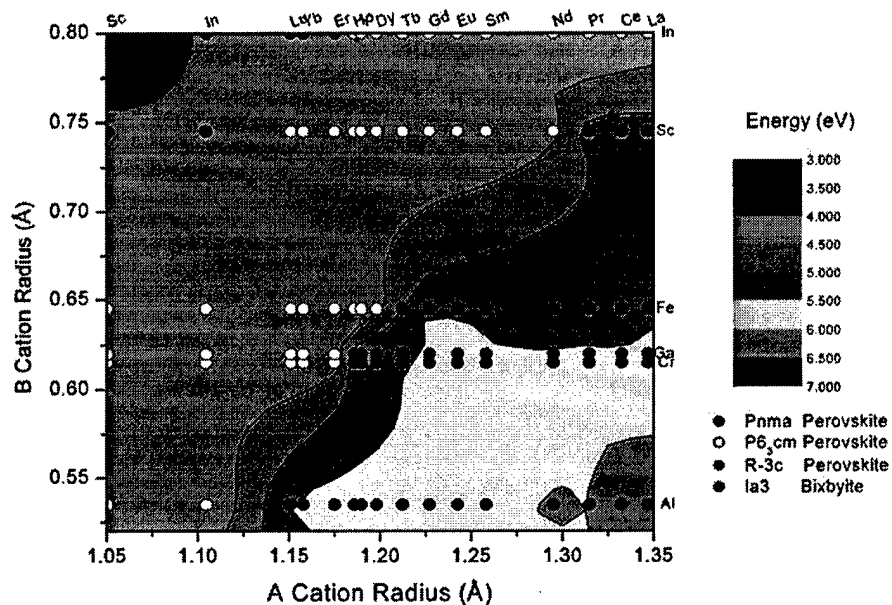 Sc In Lu Yb Er Ho Dy Tb Gd Eu Sm Nd Pr Ce La
0.80 In
0.75 Sc
0.70
0.65 Fe
Ga
0.60 Cr
0.55
Al
1.05 1.10 1.15 1.20 1.25 1.30 1.35
A Cation Radius (Å)
B Cation Radius (Å)
Energy (eV)
3.000
3.500
4.000
4.500
5.000
5.500
6.000
6.500
7.000
Pnma Perovskite
P6₃cm Perovskite
R-3c Perovskite
Ia3 Bixbyite